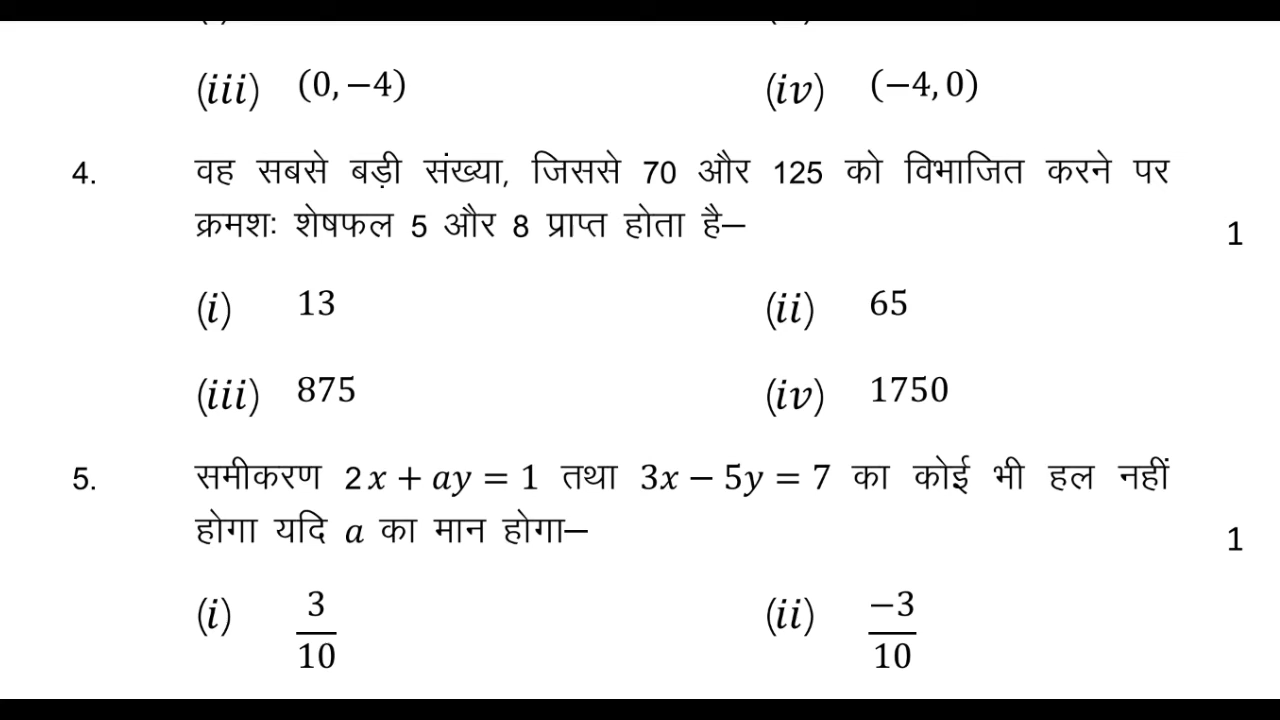 (iii) (0, −4) (iv) (−4, 0)
4. वह सबसे बड़ी संख्या, जिससे 70 और 125 को विभाजित करने पर
क्रमशः शेषफल 5 और 8 प्राप्त होता है— 1
(i) 13 (ii) 65
(iii) 875 (iv) 1750
5. समीकरण 2x + ay = 1 तथा 3x − 5y = 7 का कोई भी हल नहीं
होगा यदि a का मान होगा— 1
(i) 3/10 (ii) −3/10